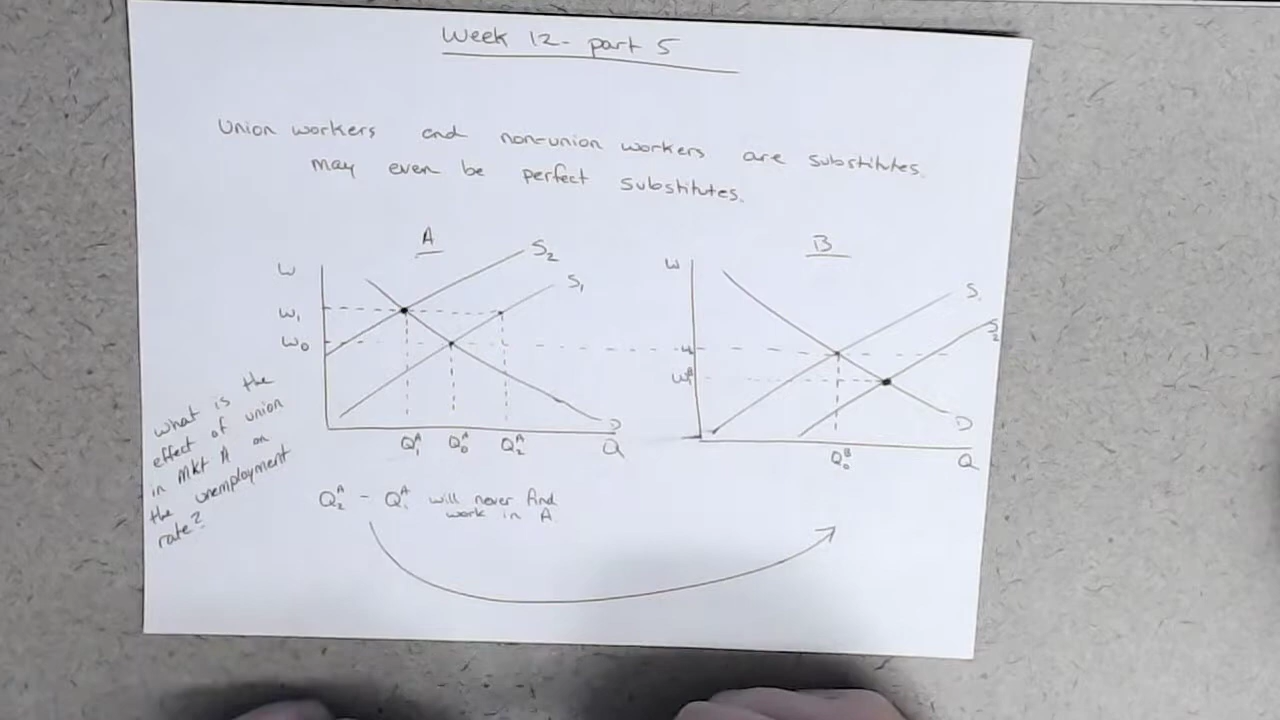 Week 12 - part 5
Union workers and non-union workers are substitutes.
may even be perfect substitutes.
A
W
W₁
W₀
S₂
S₁
D
Q₁ᴬ Q₀ᴬ Q₂ᴬ Q
B
W
S₁
S₂
D
Q₀ᴮ Q
What is the
effect of union
in Mkt A on
the unemployment
rate?
Q₂ᴬ - Q₁ᴬ will never find
work in A